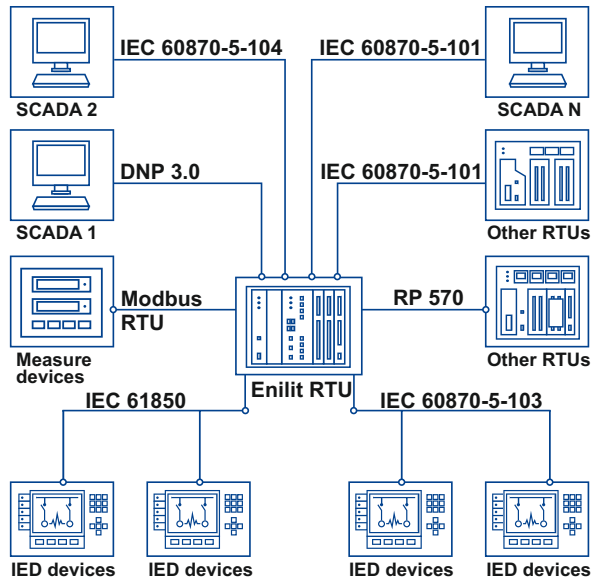 IEC 60870-5-104
IEC 60870-5-101
SCADA 2
SCADA N
DNP 3.0
IEC 60870-5-101
SCADA 1
Other RTUs
Modbus
RTU
RP 570
Measure
devices
Enilit RTU
Other RTUs
IEC 61850
IEC 60870-5-103
IED devices
IED devices
IED devices
IED devices